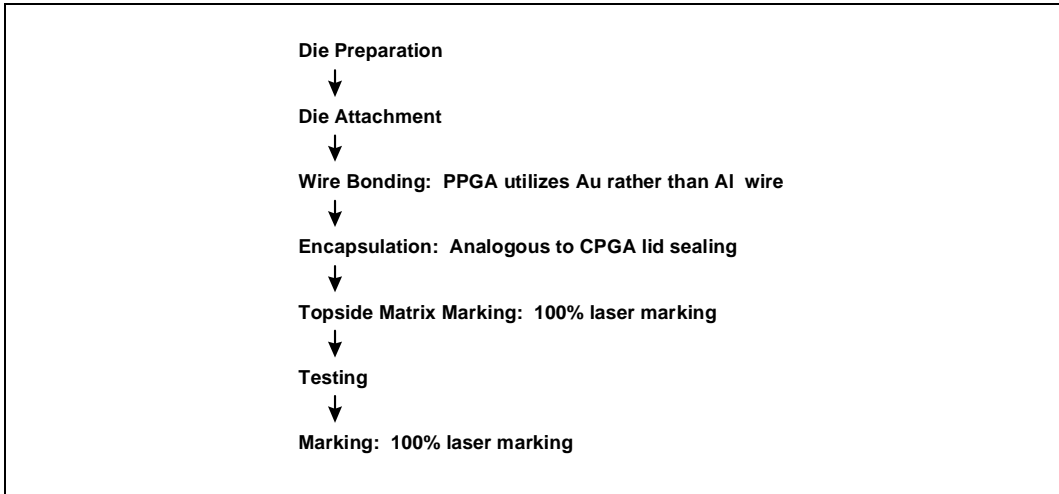 Die Preparation
Die Attachment
Wire Bonding: PPGA utilizes Au rather than Al wire
Encapsulation: Analogous to CPGA lid sealing
Topside Matrix Marking: 100% laser marking
Testing
Marking: 100% laser marking